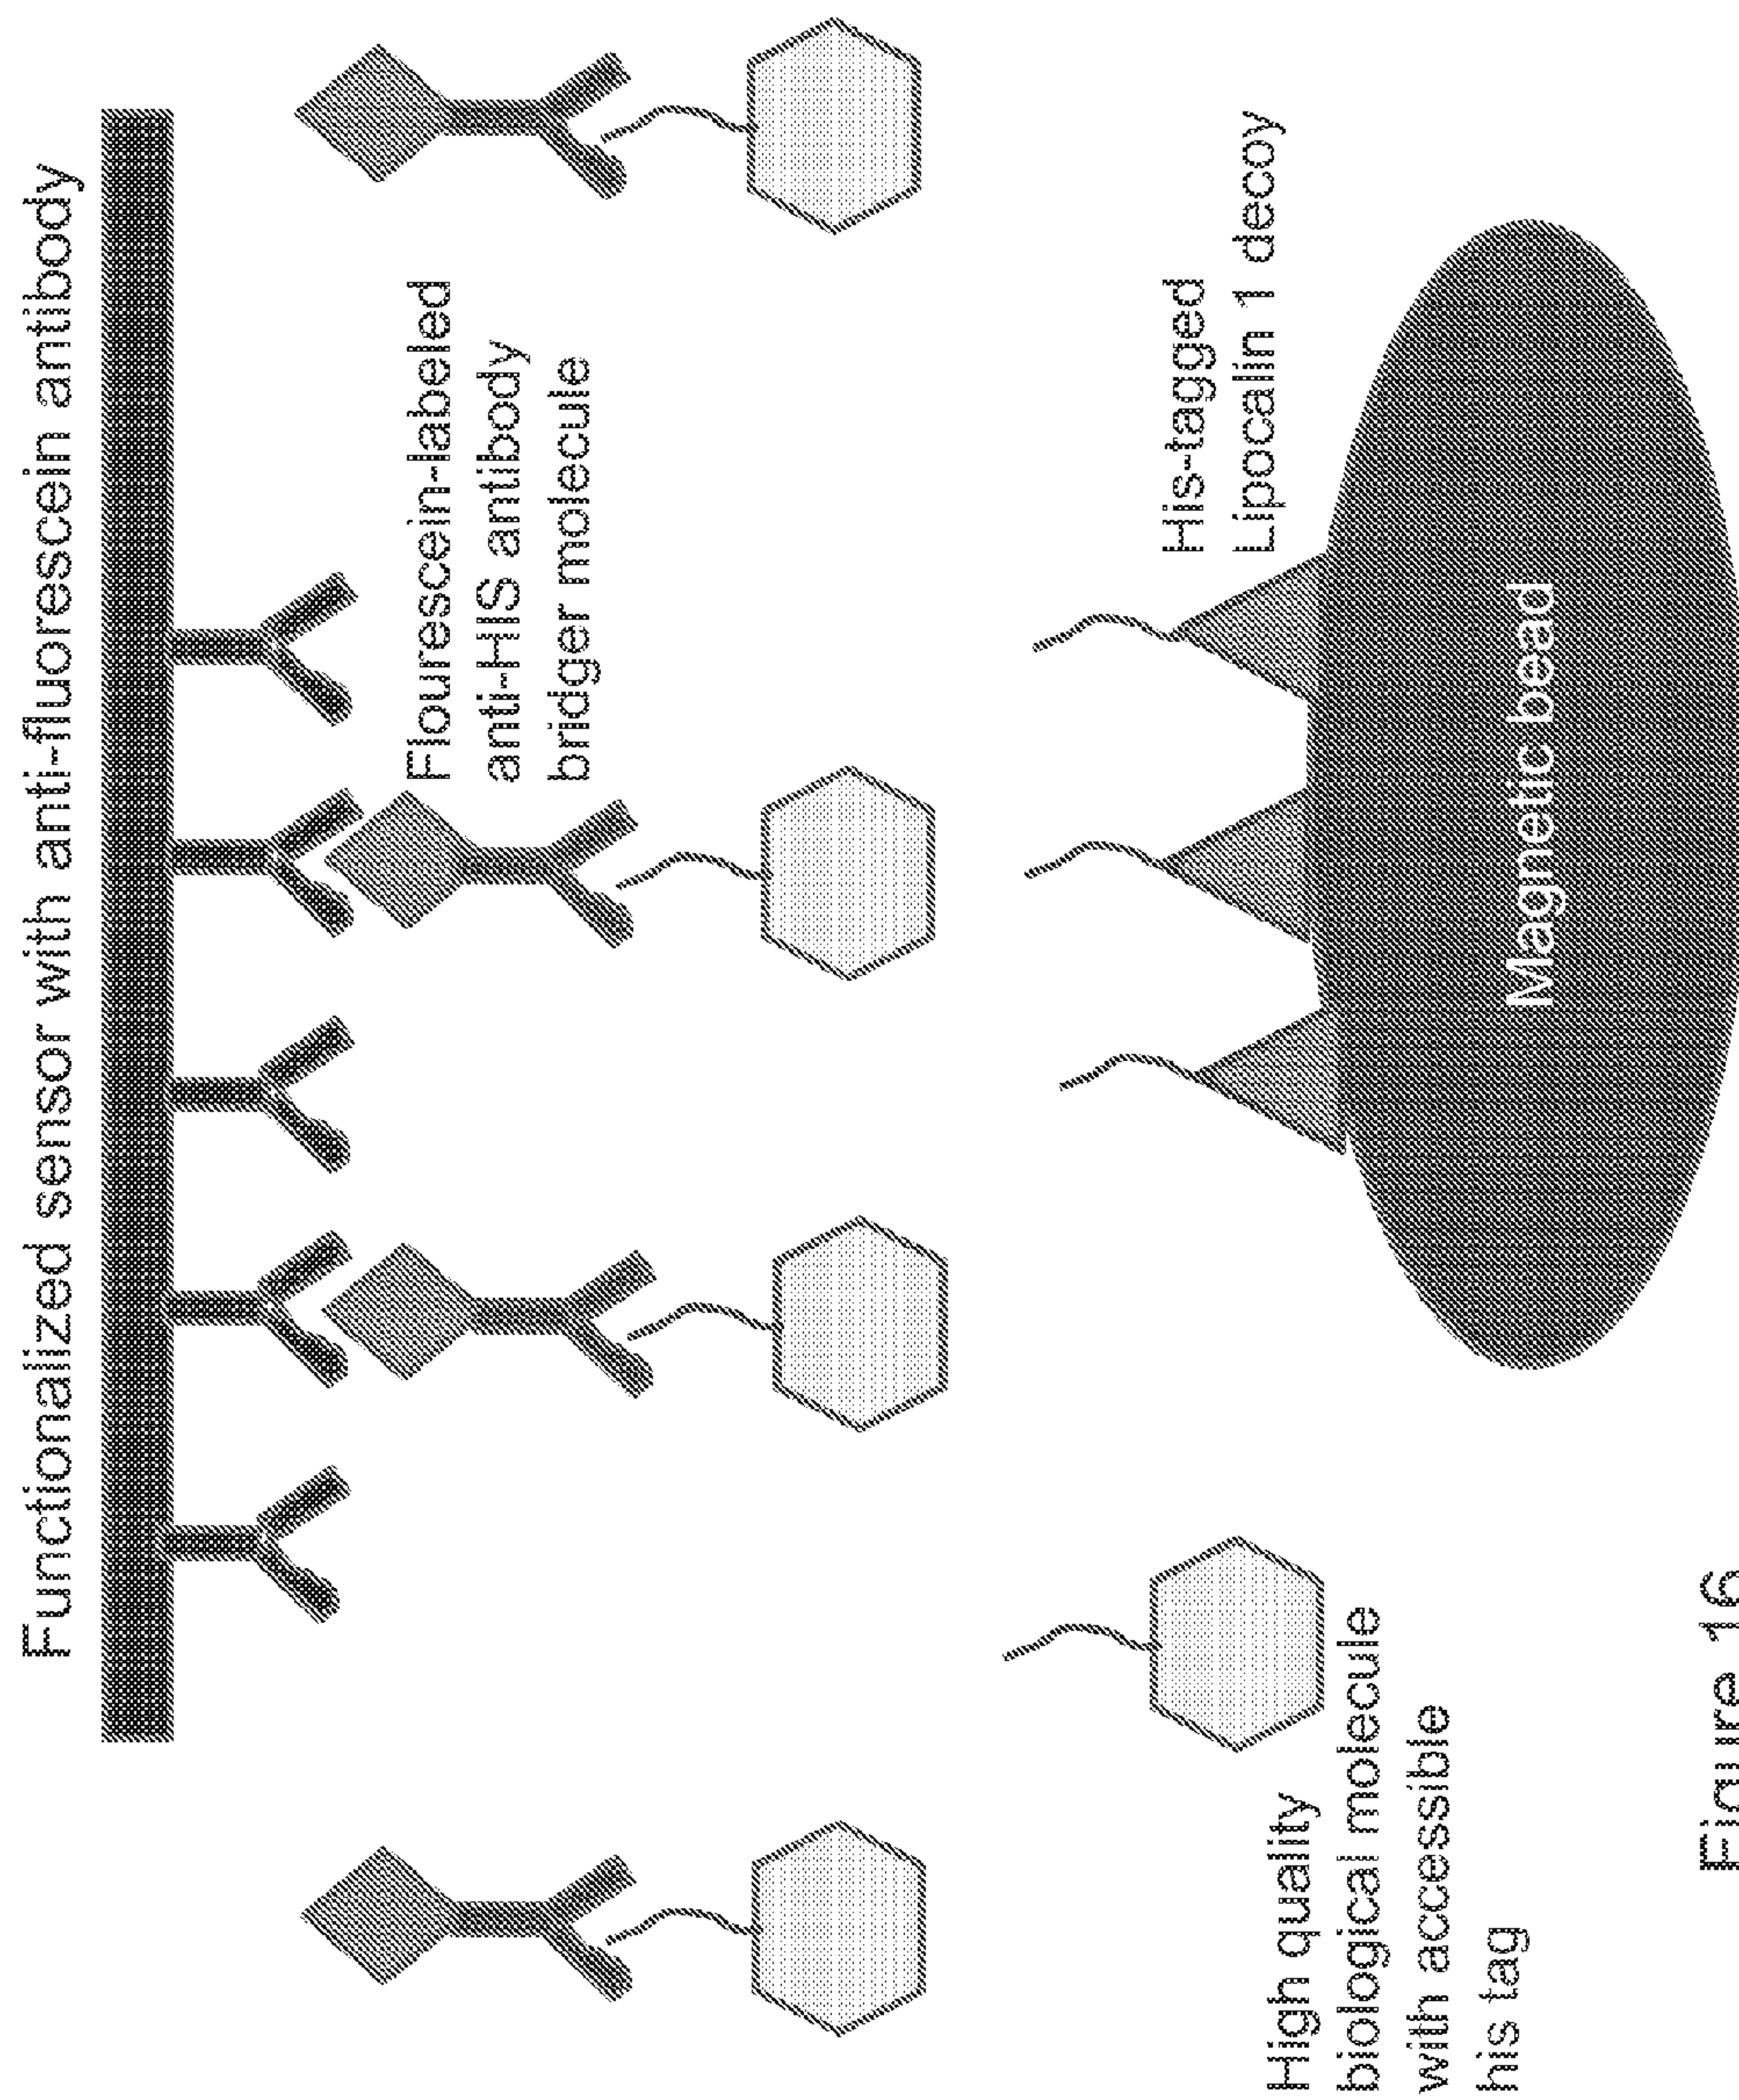 Functionalized sensor with anti-fluorescein antibody
Flourescein-labeled
anti-HIS antibody
bridger molecule
His-tagged
Lipocalin 1 decoy
Magnetic bead
High quality
biological molecule
with accessible
his tag
Figure 16